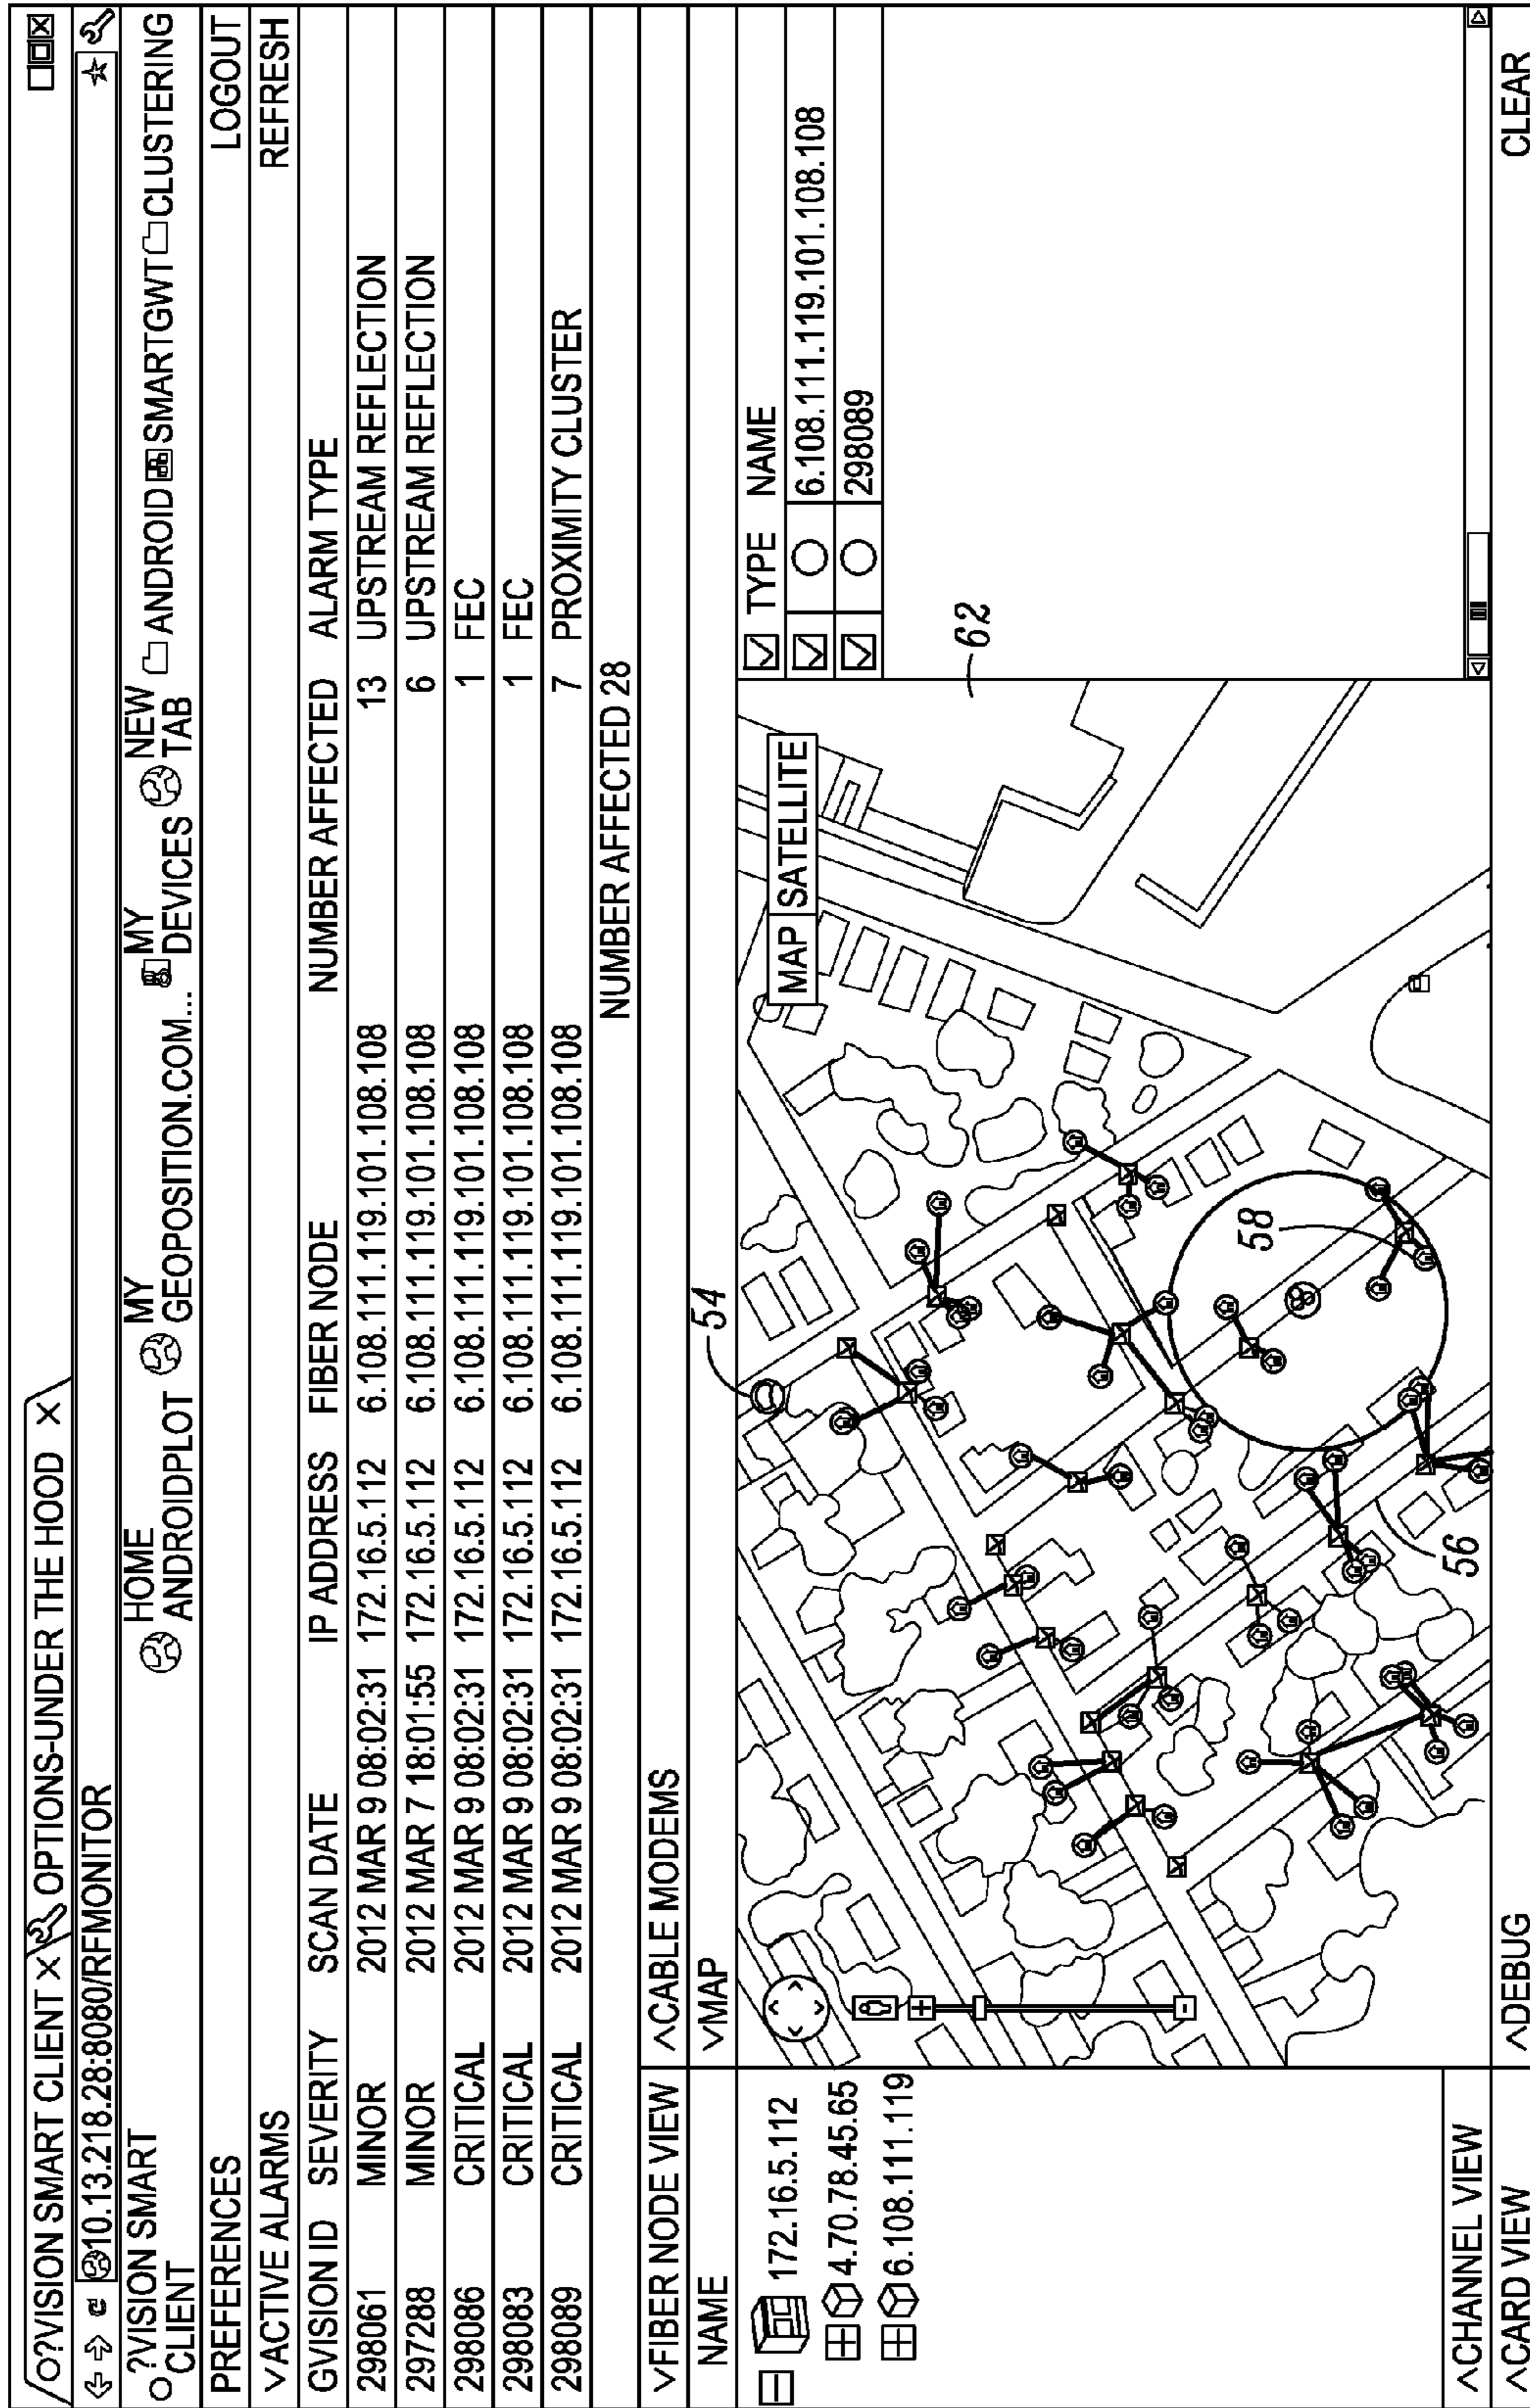 O?VISION SMART CLIENT X OPTIONS-UNDER THE HOOD X
10.13.218.28:8080/RFMONITOR
O ?VISION SMART CLIENT HOME ANDROIDPLOT MY GEOPOSITION.COM... MY DEVICES NEW TAB ANDROID SMARTGWT CLUSTERING
PREFERENCES LOGOUT
ACTIVE ALARMS REFRESH
GVISION ID SEVERITY SCAN DATE IP ADDRESS FIBER NODE NUMBER AFFECTED ALARM TYPE
298061 MINOR 2012 MAR 9 08:02:31 172.16.5.112 6.108.111.119.101.108.108 13 UPSTREAM REFLECTION
297288 MINOR 2012 MAR 7 18:01:55 172.16.5.112 6.108.111.119.101.108.108 6 UPSTREAM REFLECTION
298086 CRITICAL 2012 MAR 9 08:02:31 172.16.5.112 6.108.111.119.101.108.108 1 FEC
298083 CRITICAL 2012 MAR 9 08:02:31 172.16.5.112 6.108.111.119.101.108.108 1 FEC
298089 CRITICAL 2012 MAR 9 08:02:31 172.16.5.112 6.108.111.119.101.108.108 7 PROXIMITY CLUSTER
NUMBER AFFECTED 28
FIBER NODE VIEW CABLE MODEMS
NAME MAP
172.16.5.112
4.70.78.45.65
6.108.111.119
MAP SATELLITE
54
56
58
62
TYPE NAME
6.108.111.119.101.108.108
298089
CHANNEL VIEW
CARD VIEW DEBUG CLEAR